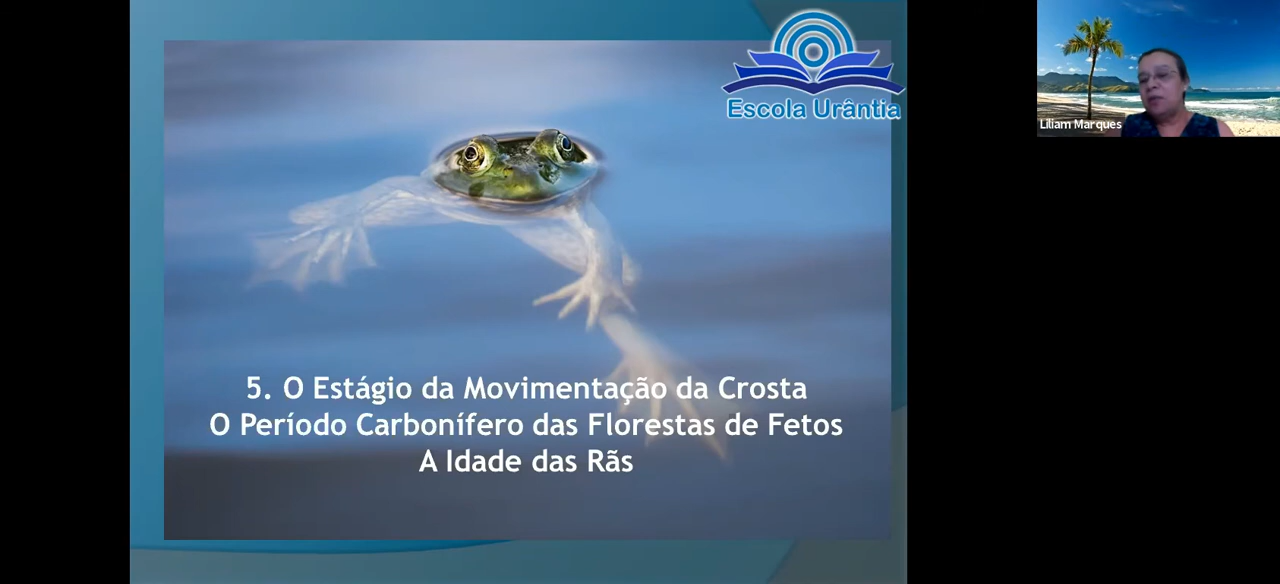 Escola Urântia
Liliam Marques
5. O Estágio da Movimentação da Crosta
O Período Carbonífero das Florestas de Fetos
A Idade das Rãs